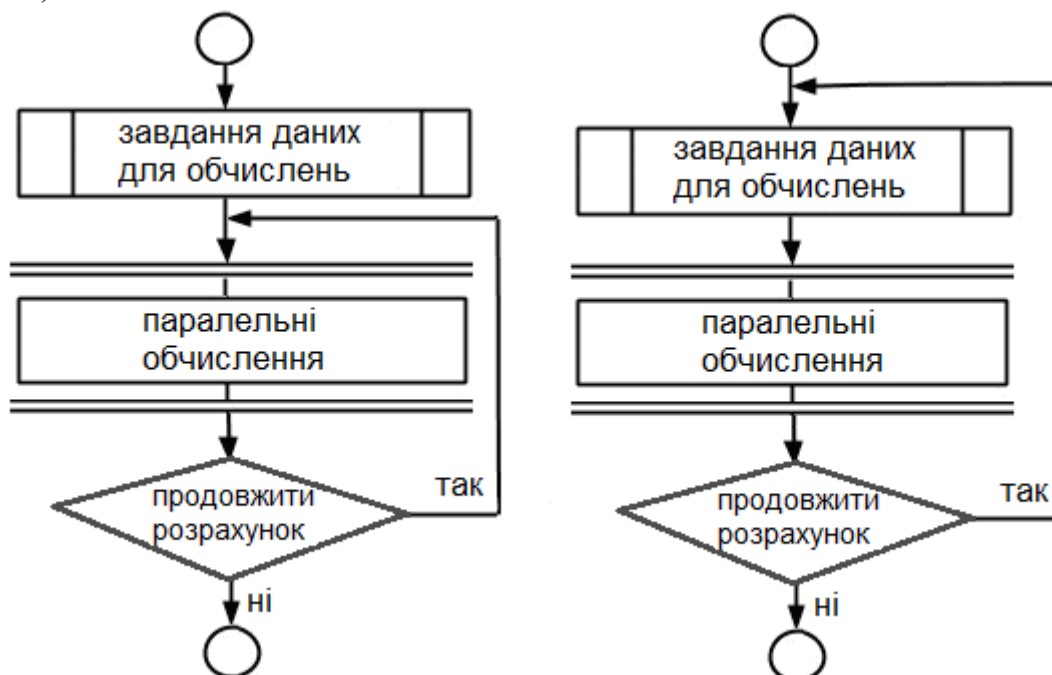 )
завдання даних
для обчислень
паралельні
обчислення
продовжити
розрахунок
так
ні
завдання даних
для обчислень
паралельні
обчислення
продовжити
розрахунок
так
ні